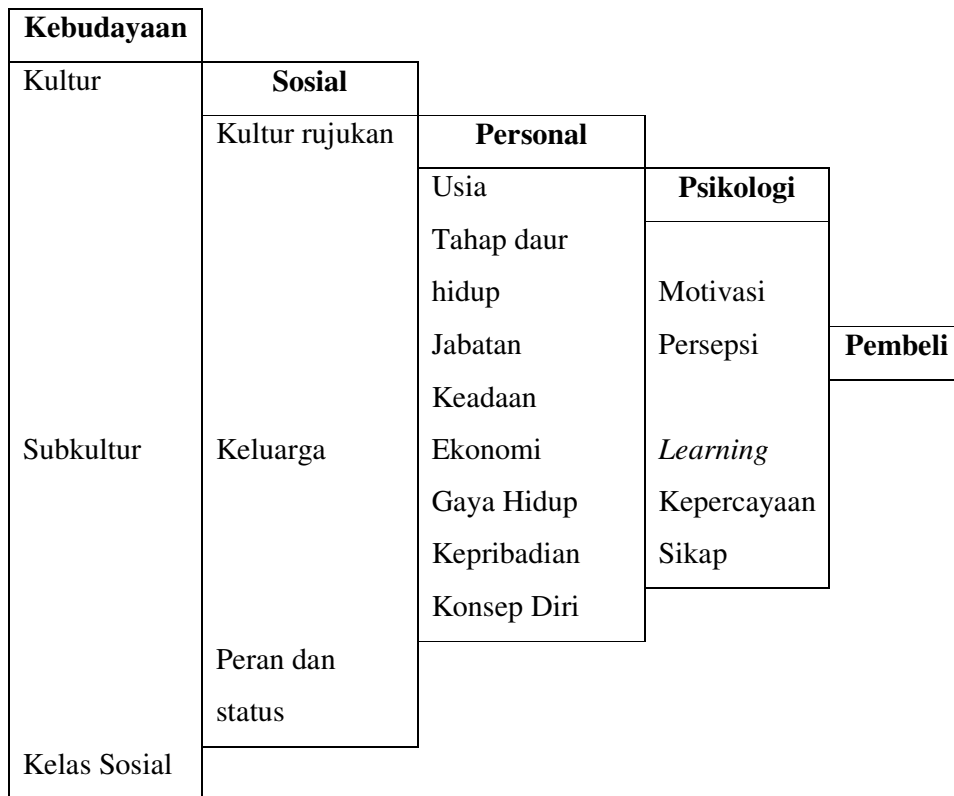 Kebudayaan
Kultur
Subkultur
Kelas Sosial
Sosial
Kultur rujukan
Keluarga
Peran dan
status
Personal
Usia
Tahap daur
hidup
Jabatan
Keadaan
Ekonomi
Gaya Hidup
Kepribadian
Konsep Diri
Psikologi
Motivasi
Persepsi
Learning
Kepercayaan
Sikap
Pembeli